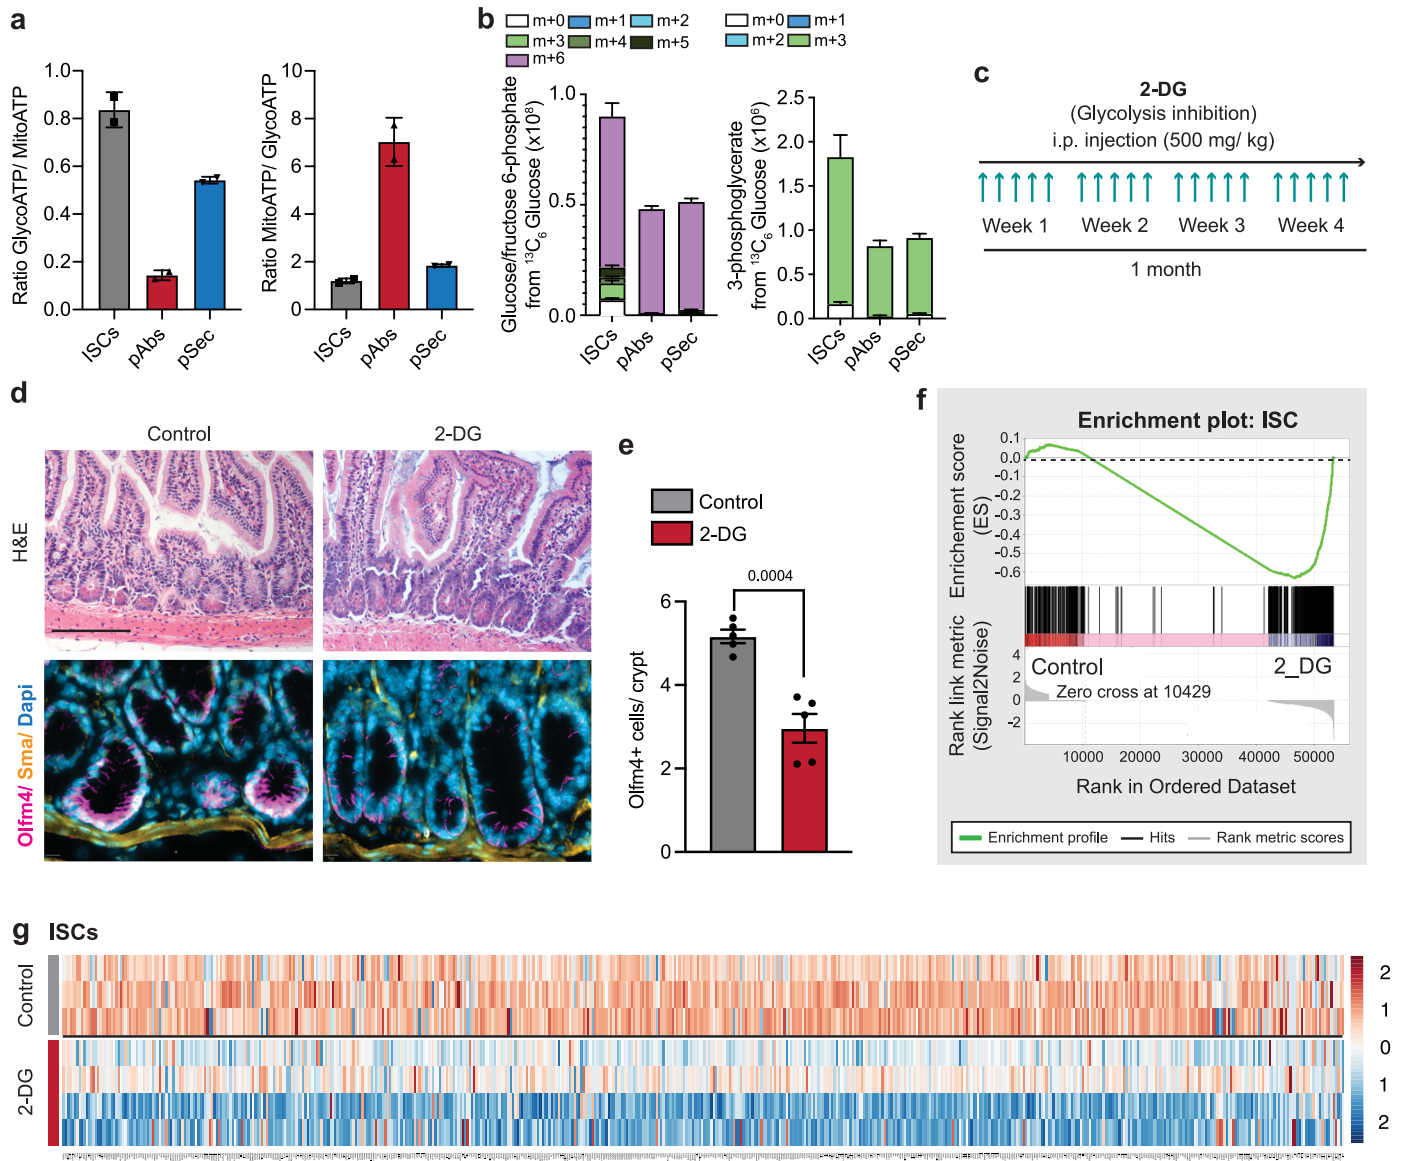 a
Ratio GlycoATP/ MitoATP
1.0
0.8
0.6
0.4
0.2
0.0
ISCs
pAbs
pSec
Ratio MitoATP/ GlycoATP
10
8
6
4
2
0
ISCs
pAbs
pSec
b
m+0 m+1 m+2
m+3 m+4 m+5
m+6
Glucose/fructose 6-phosphate
from ¹³C₆ Glucose (x10⁸)
1.0
0.5
0.0
ISCs
pAbs
pSec
m+0 m+1
m+2 m+3
3-phosphoglycerate
from ¹³C₆ Glucose (x10⁶)
2.5
2.0
1.5
1.0
0.5
0.0
ISCs
pAbs
pSec
c
2-DG
(Glycolysis inhibition)
i.p. injection (500 mg/ kg)
Week 1 Week 2 Week 3 Week 4
1 month
d
Control 2-DG
H&E
Olfm4/ Sma/ Dapi
e
Control
2-DG
0.0004
Olfm4+ cells/ crypt
6
4
2
0
f
Enrichment plot: ISC
Enrichement score
(ES)
0.1
0.0
-0.1
-0.2
-0.3
-0.4
-0.5
-0.6
Rank link metric
(Signal2Noise)
4
2
0
-2
Control 2_DG
Zero cross at 10429
10000 20000 30000 40000 50000
Rank in Ordered Dataset
Enrichment profile Hits Rank metric scores
g ISCs
Control
2-DG
2
1
0
1
2